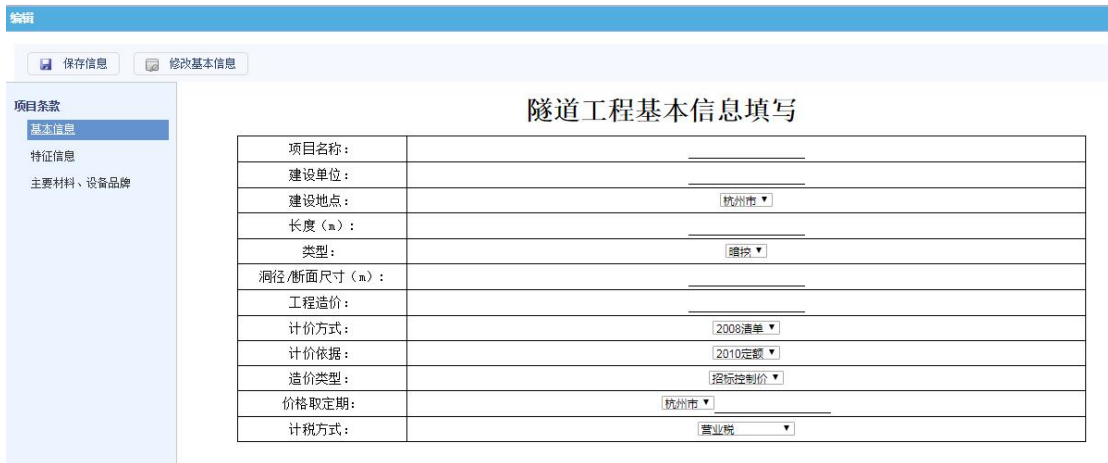 编辑
保存信息 修改基本信息
项目条款
基本信息
特征信息
主要材料、设备品牌
隧道工程基本信息填写
项目名称：
建设单位：
建设地点： 杭州市
长度（m）：
类型： 暗挖
洞径/断面尺寸（m）：
工程造价：
计价方式： 2008清单
计价依据： 2010定额
造价类型： 招标控制价
价格取定期： 杭州市
计税方式： 营业税